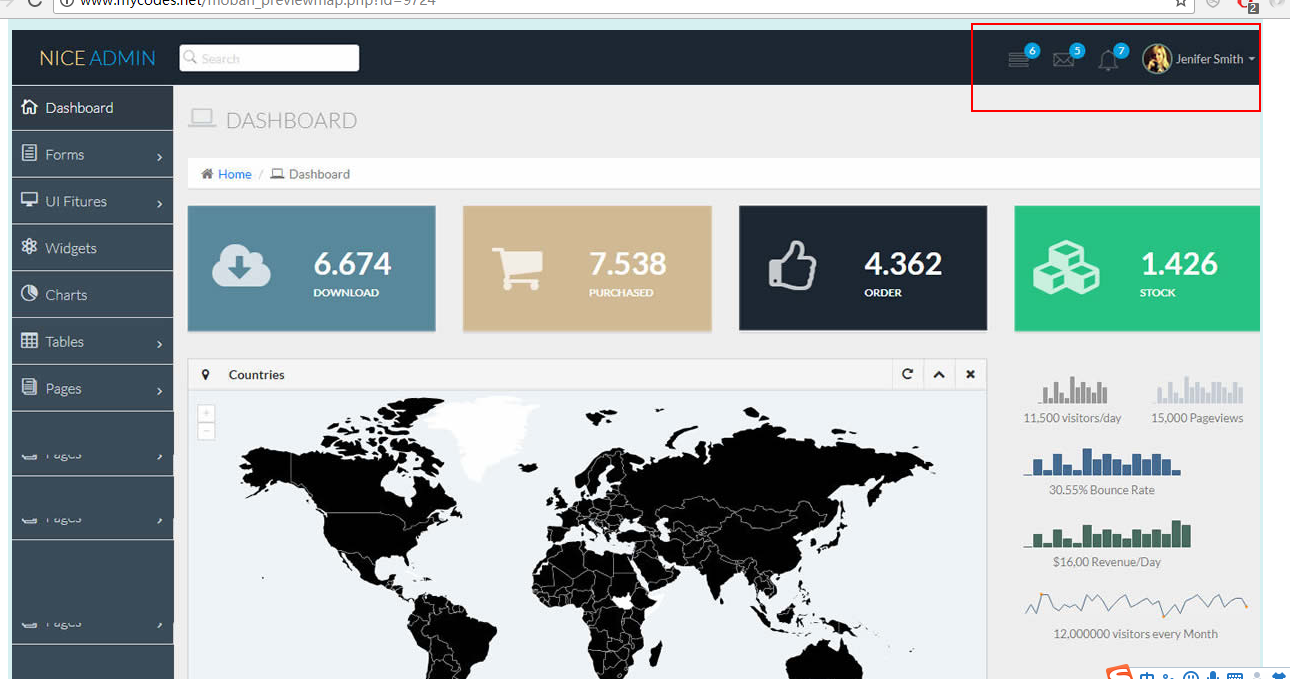 www.mycodes.net/moban_previewmap.php?id=9724
2
NICE ADMIN
Search
6
5
7
Jenifer Smith
Dashboard
Forms
UI Fitures
Widgets
Charts
Tables
Pages
DASHBOARD
Home / Dashboard
6.674
DOWNLOAD
7.538
PURCHASED
4.362
ORDER
1.426
STOCK
Countries
+
−
11,500 visitors/day
15,000 Pageviews
30.55% Bounce Rate
$16,00 Revenue/Day
12,000000 visitors every Month